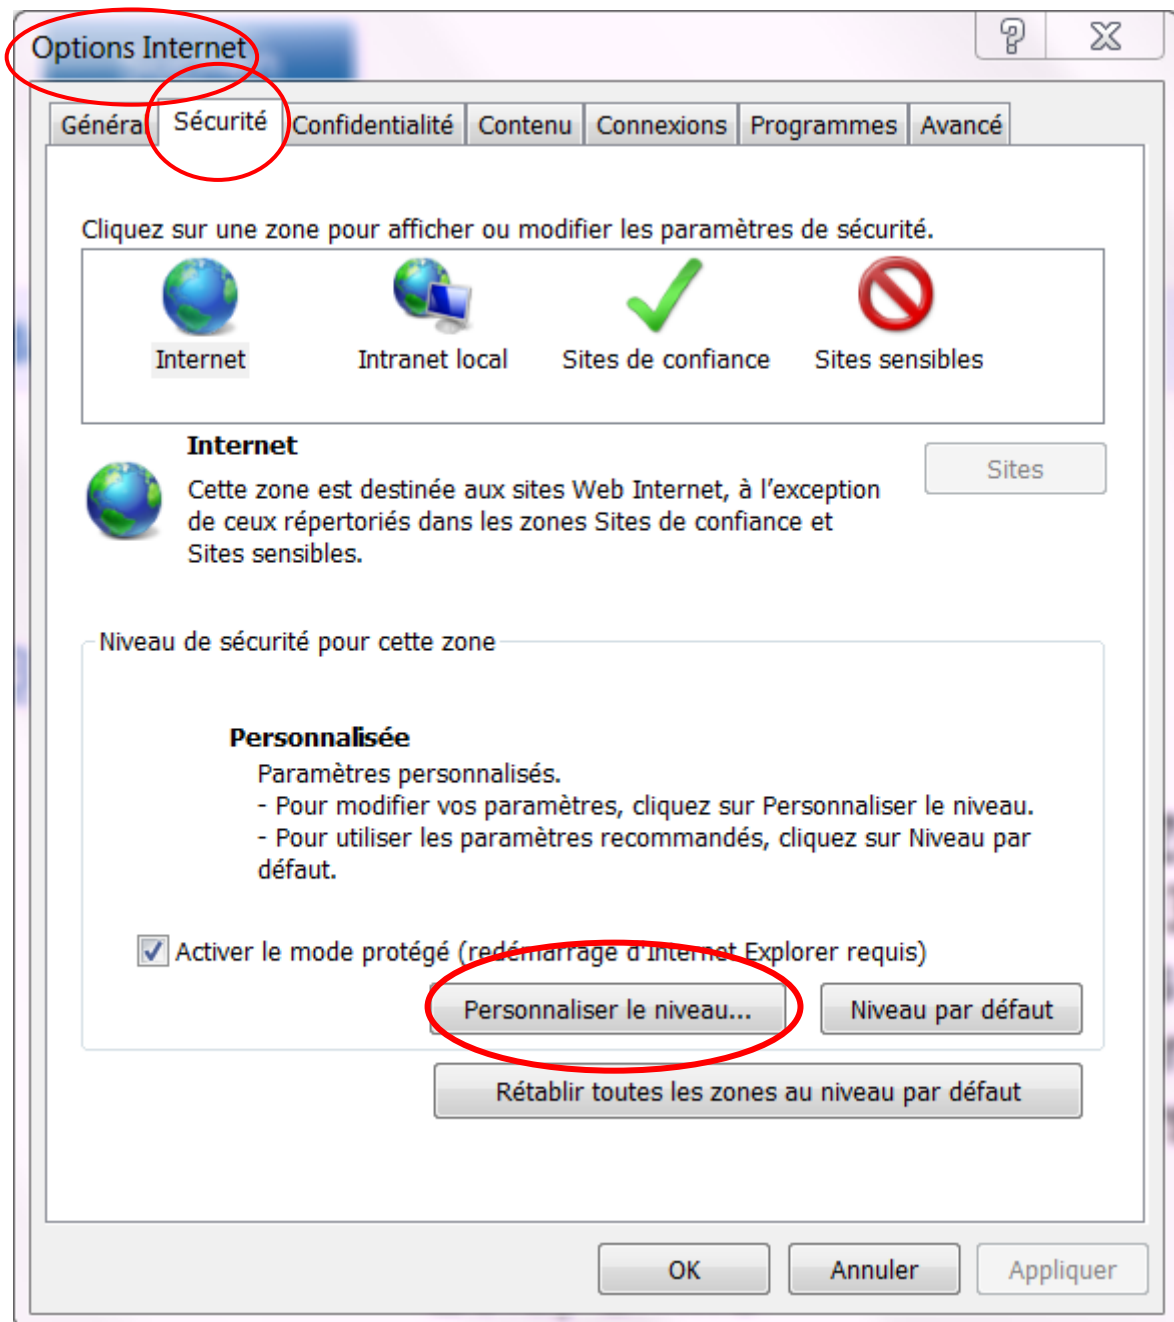 Options Internet
Général Sécurité Confidentialité Contenu Connexions Programmes Avancé
Cliquez sur une zone pour afficher ou modifier les paramètres de sécurité.
Internet Intranet local Sites de confiance Sites sensibles
Internet
Sites
Cette zone est destinée aux sites Web Internet, à l'exception
de ceux répertoriés dans les zones Sites de confiance et
Sites sensibles.
Niveau de sécurité pour cette zone
Personnalisée
Paramètres personnalisés.
- Pour modifier vos paramètres, cliquez sur Personnaliser le niveau.
- Pour utiliser les paramètres recommandés, cliquez sur Niveau par
défaut.
Activer le mode protégé (redémarrage d'Internet Explorer requis)
Personnaliser le niveau... Niveau par défaut
Rétablir toutes les zones au niveau par défaut
OK Annuler Appliquer